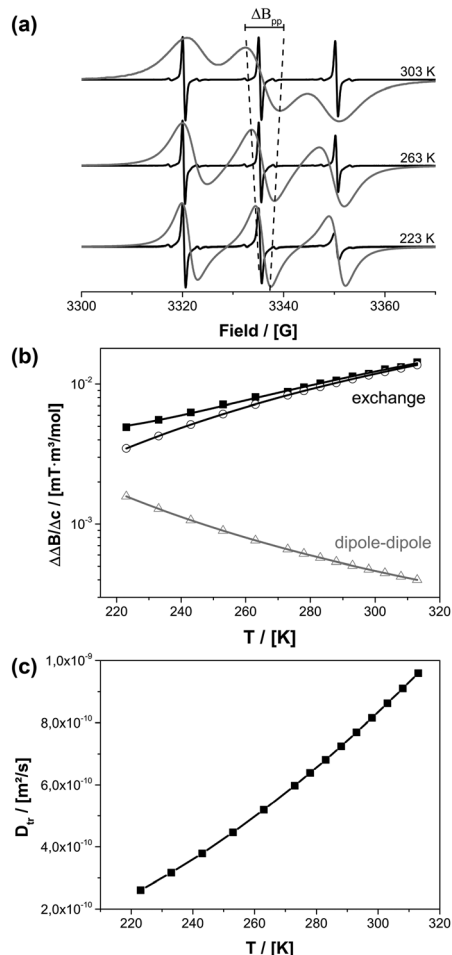 (a)
ΔB_pp
303 K
263 K
223 K
3300 3320 3340 3360
Field / [G]
(b)
10⁻²
10⁻³
ΔΔB/Δc / [mT·m³/mol]
exchange
dipole-dipole
220 240 260 280 300 320
T / [K]
(c)
1,0x10⁻⁹
8,0x10⁻¹⁰
6,0x10⁻¹⁰
4,0x10⁻¹⁰
2,0x10⁻¹⁰
D_tr / [m²/s]
220 240 260 280 300 320
T / [K]